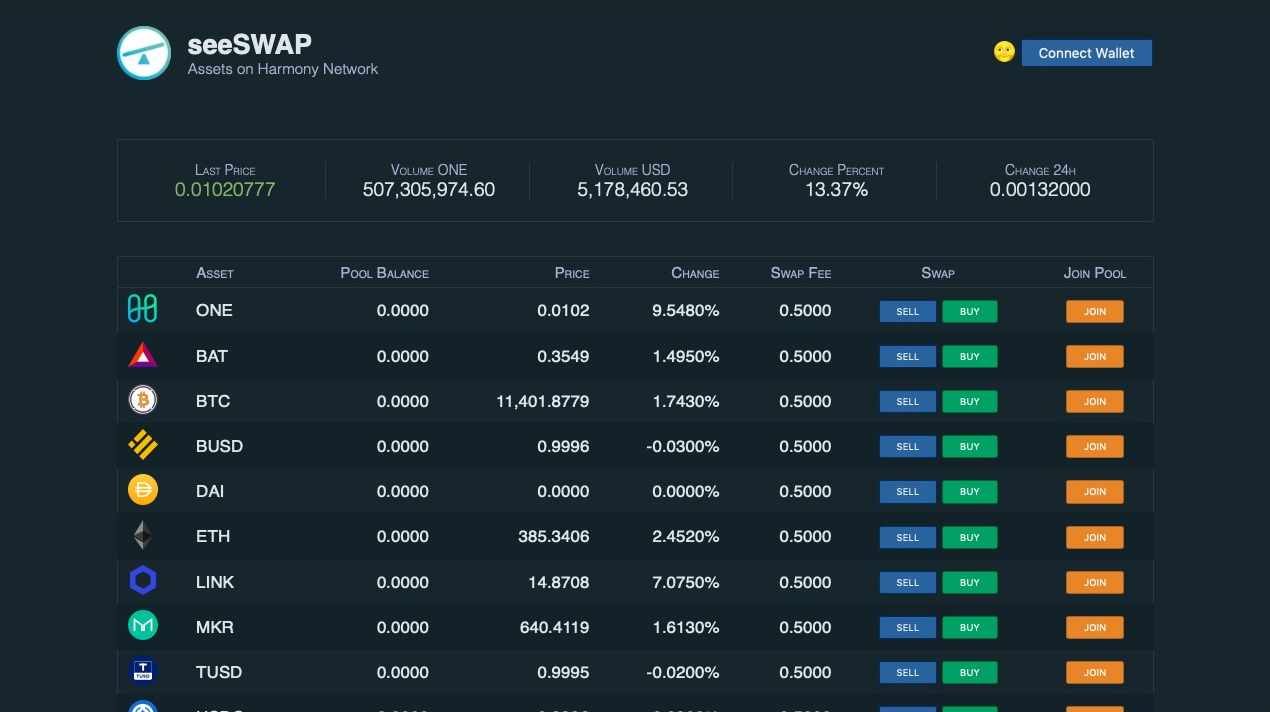 seeSWAP
Assets on Harmony Network
Connect Wallet
Last Price Volume ONE Volume USD Change Percent Change 24h
0.01020777 507,305,974.60 5,178,460.53 13.37% 0.00132000
Asset Pool Balance Price Change Swap Fee Swap Join Pool
ONE 0.0000 0.0102 9.5480% 0.5000 SELL BUY JOIN
BAT 0.0000 0.3549 1.4950% 0.5000 SELL BUY JOIN
BTC 0.0000 11,401.8779 1.7430% 0.5000 SELL BUY JOIN
BUSD 0.0000 0.9996 -0.0300% 0.5000 SELL BUY JOIN
DAI 0.0000 0.0000 0.0000% 0.5000 SELL BUY JOIN
ETH 0.0000 385.3406 2.4520% 0.5000 SELL BUY JOIN
LINK 0.0000 14.8708 7.0750% 0.5000 SELL BUY JOIN
MKR 0.0000 640.4119 1.6130% 0.5000 SELL BUY JOIN
T TUSD TUSD 0.0000 0.9995 -0.0200% 0.5000 SELL BUY JOIN